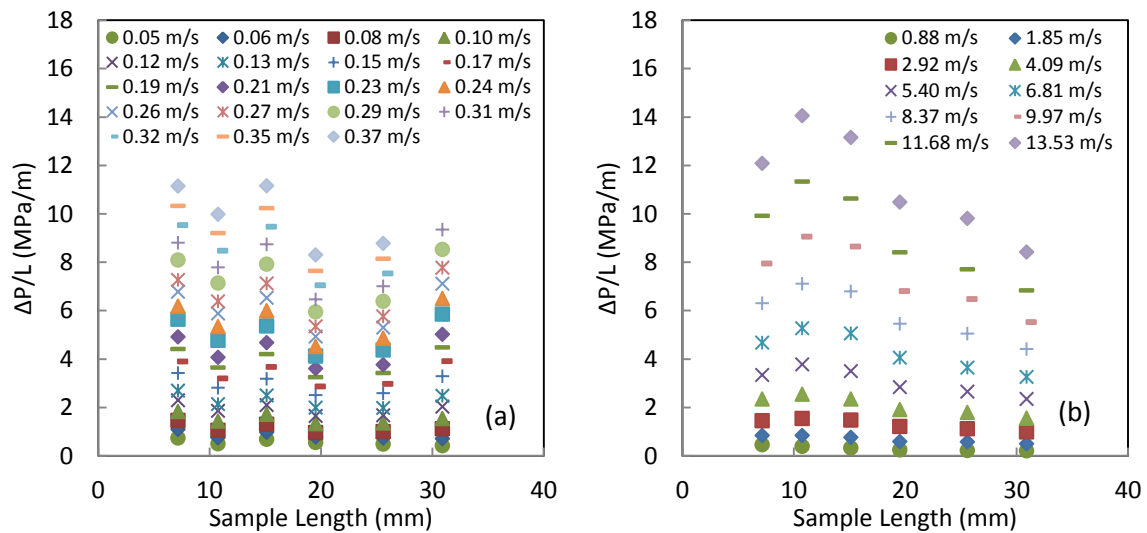 18
16
14
12
10
8
6
4
2
0
ΔP/L (MPa/m)
0.05 m/s 0.06 m/s 0.08 m/s 0.10 m/s
0.12 m/s 0.13 m/s 0.15 m/s 0.17 m/s
0.19 m/s 0.21 m/s 0.23 m/s 0.24 m/s
0.26 m/s 0.27 m/s 0.29 m/s 0.31 m/s
0.32 m/s 0.35 m/s 0.37 m/s
(a)
0 10 20 30 40
Sample Length (mm)
18
16
14
12
10
8
6
4
2
0
ΔP/L (MPa/m)
0.88 m/s 1.85 m/s
2.92 m/s 4.09 m/s
5.40 m/s 6.81 m/s
8.37 m/s 9.97 m/s
11.68 m/s 13.53 m/s
(b)
0 10 20 30 40
Sample Length (mm)